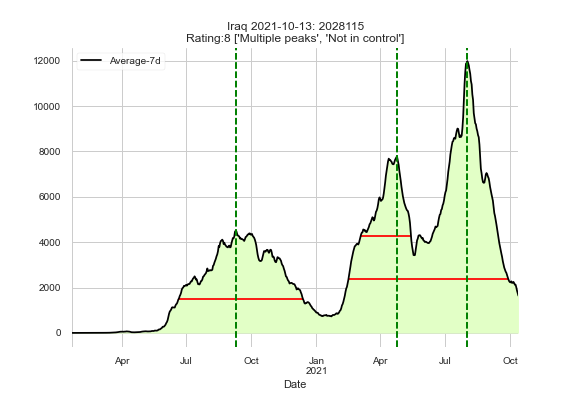 Iraq 2021-10-13: 2028115
Rating:8 ['Multiple peaks', 'Not in control']
Average-7d
12000
10000
8000
6000
4000
2000
0
Apr Jul Oct Jan Apr Jul Oct
2021
Date